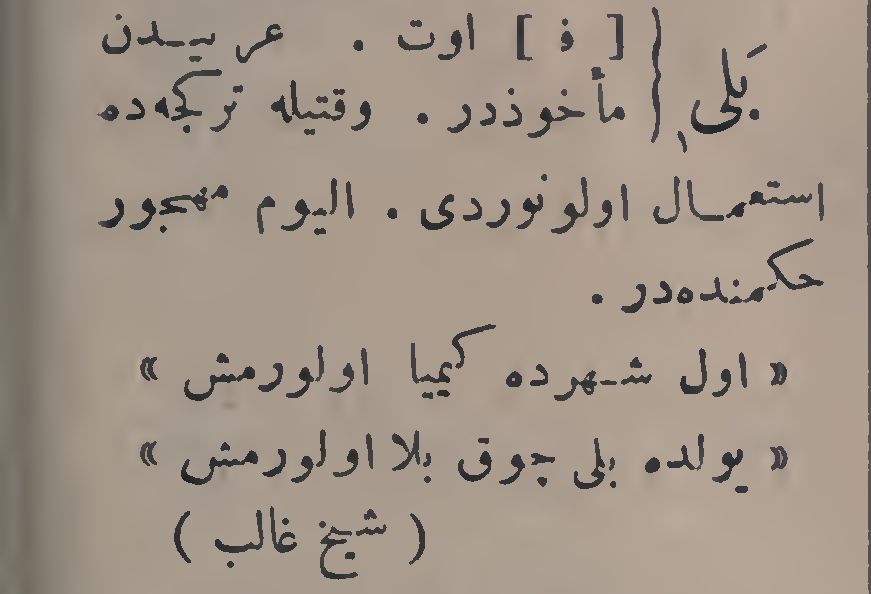 بَلی ١ { [ ف ] اوت . عربیدن
مأخوذدر . وقتیله ترکجه‌ده
استعمال اولونوردی . الیوم مهجور
حکمنده‌در .
« اول شهرده کیمیا اولورمش »
« یولده بلی چوق بلا اولورمش »
( شیخ غالب )